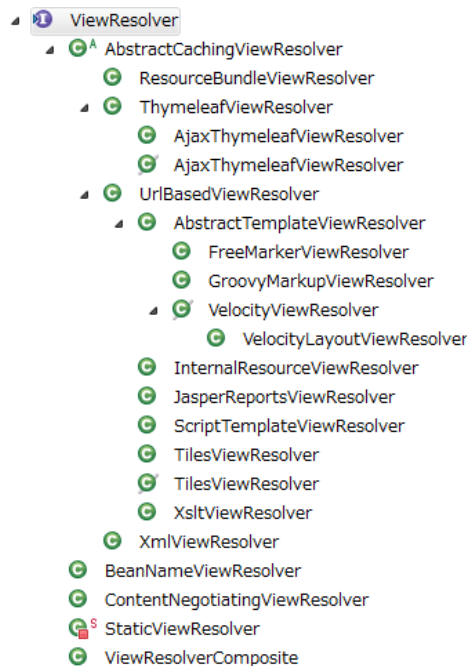 ViewResolver
AbstractCachingViewResolver
ResourceBundleViewResolver
ThymeleafViewResolver
AjaxThymeleafViewResolver
AjaxThymeleafViewResolver
UrlBasedViewResolver
AbstractTemplateViewResolver
FreeMarkerViewResolver
GroovyMarkupViewResolver
VelocityViewResolver
VelocityLayoutViewResolver
InternalResourceViewResolver
JasperReportsViewResolver
ScriptTemplateViewResolver
TilesViewResolver
TilesViewResolver
XsltViewResolver
XmlViewResolver
BeanNameViewResolver
ContentNegotiatingViewResolver
StaticViewResolver
ViewResolverComposite